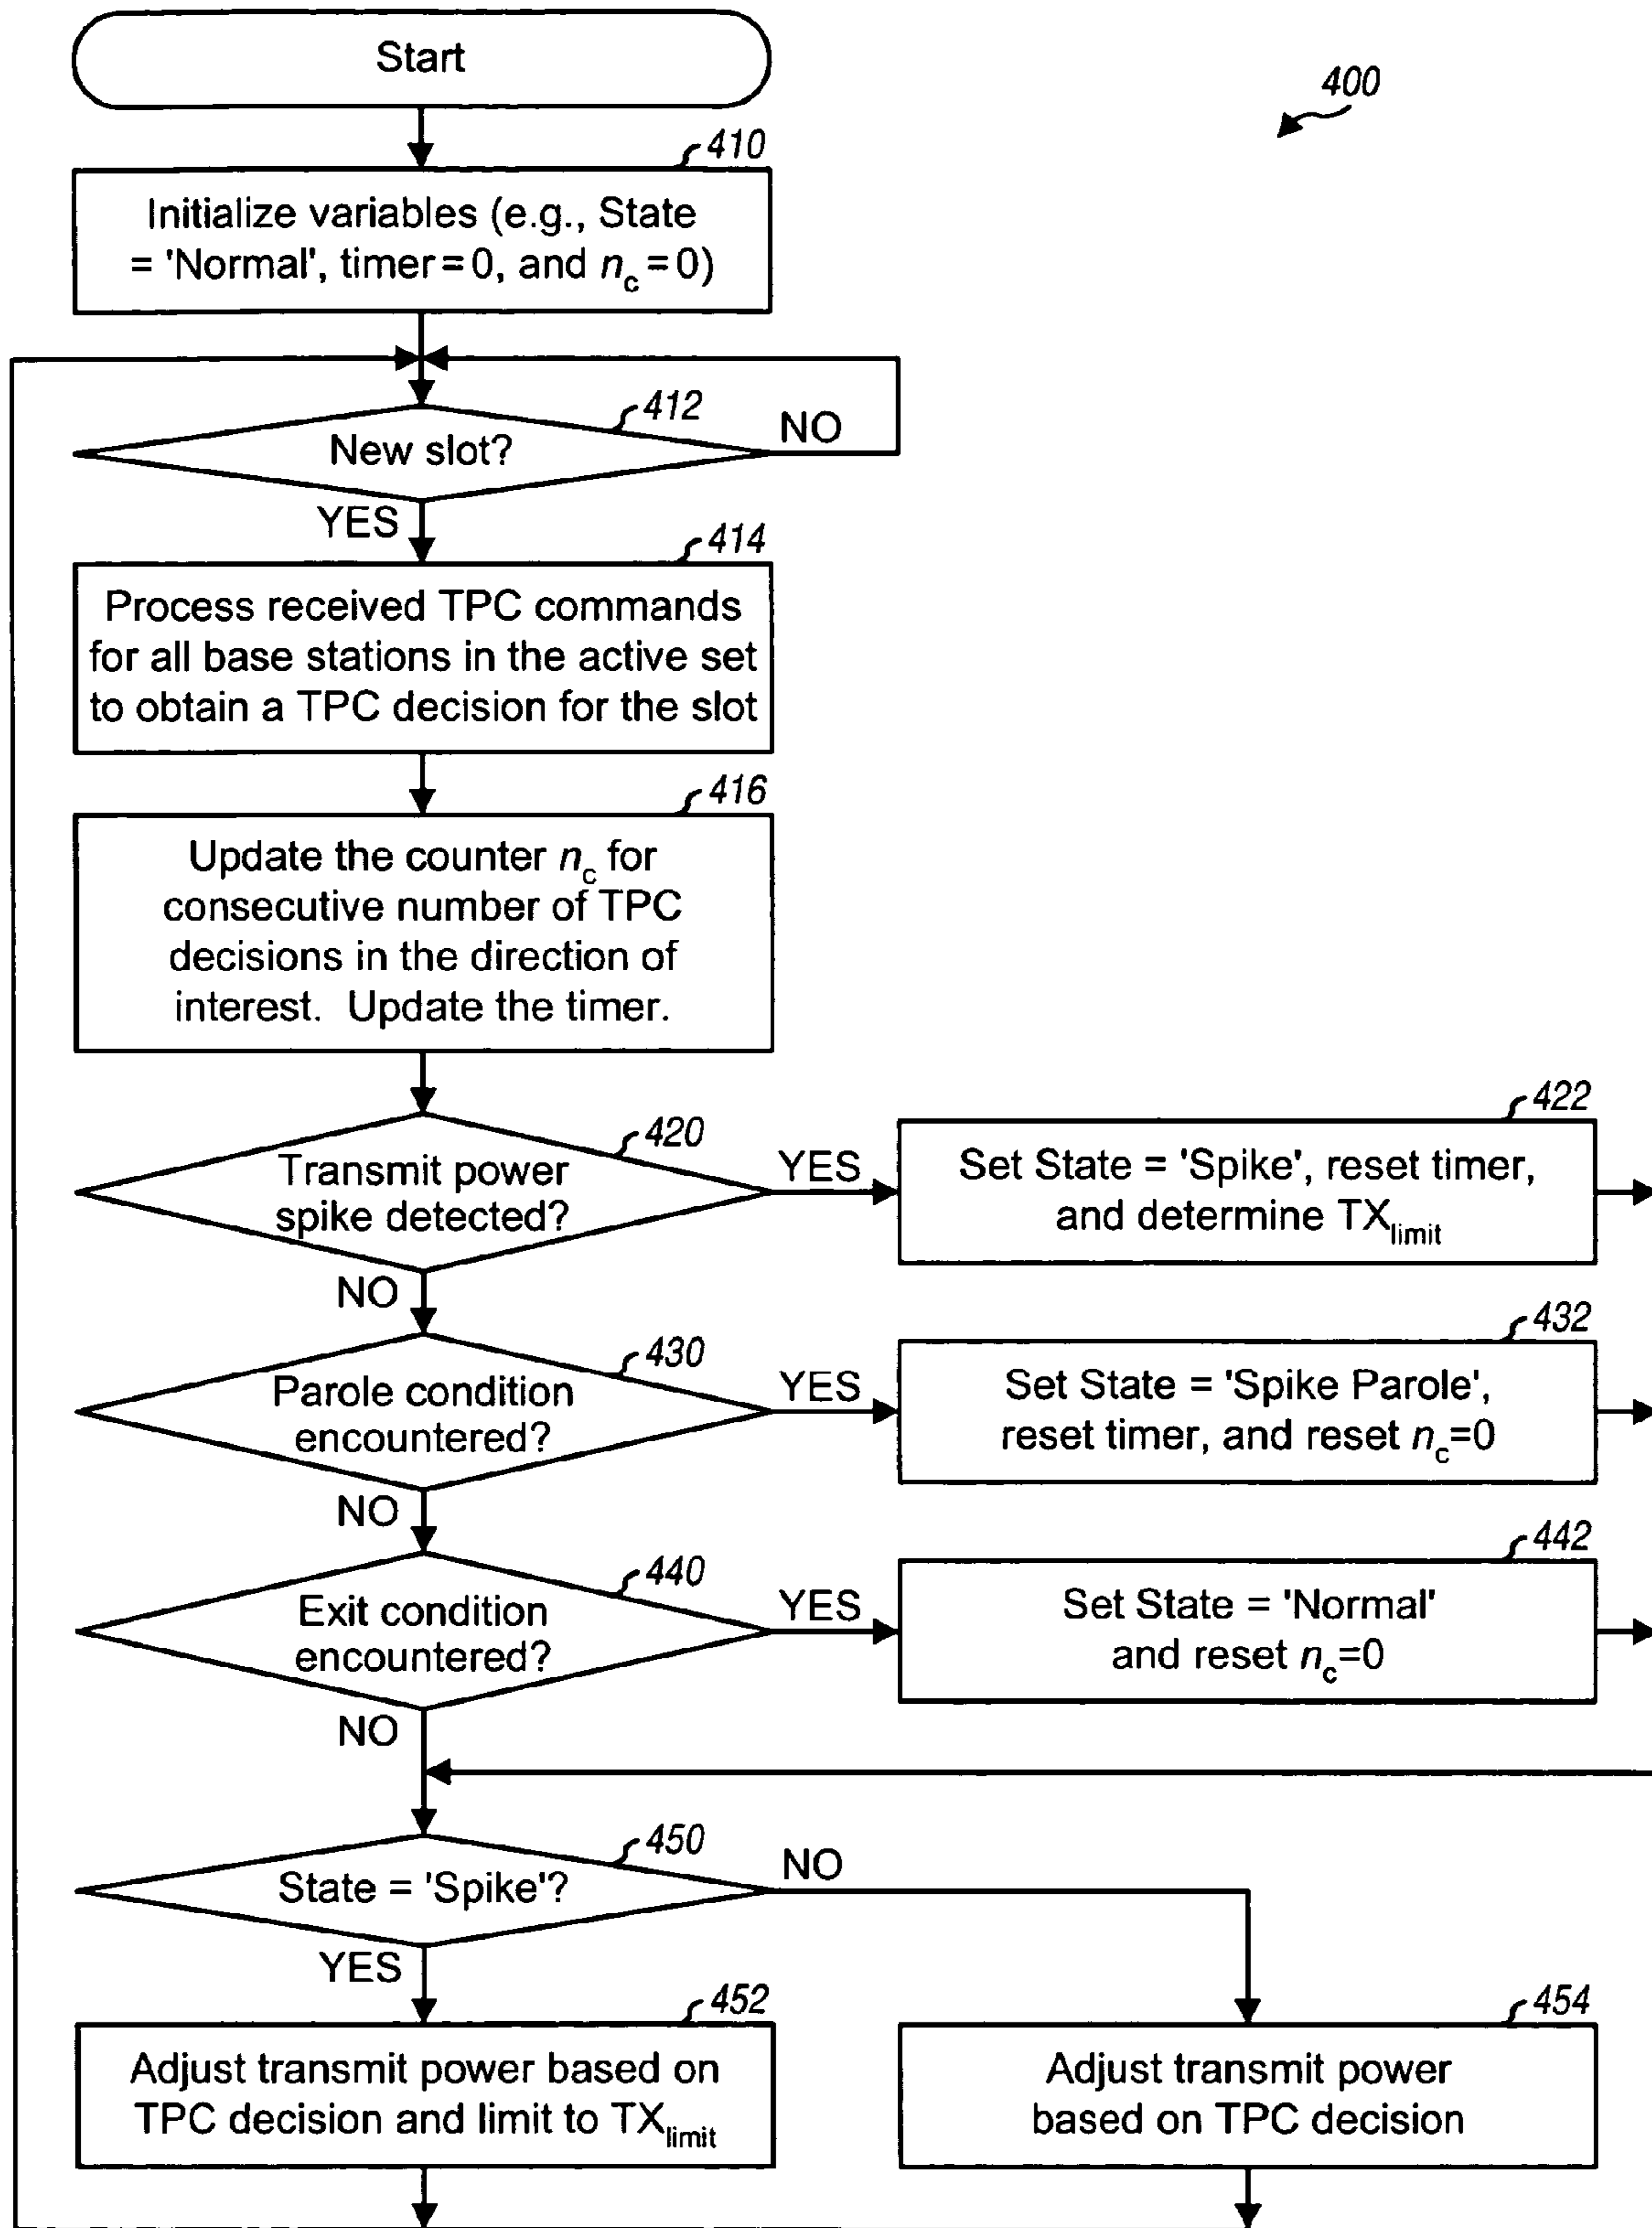 Start
400
410
Initialize variables (e.g., State
= 'Normal', timer=0, and nc=0)
412
New slot?
NO
YES
414
Process received TPC commands
for all base stations in the active set
to obtain a TPC decision for the slot
416
Update the counter nc for
consecutive number of TPC
decisions in the direction of
interest. Update the timer.
420
Transmit power
spike detected?
YES
422
Set State = 'Spike', reset timer,
and determine TXlimit
NO
430
Parole condition
encountered?
YES
432
Set State = 'Spike Parole',
reset timer, and reset nc=0
NO
440
Exit condition
encountered?
YES
442
Set State = 'Normal'
and reset nc=0
NO
450
State = 'Spike'?
NO
YES
452
Adjust transmit power based on
TPC decision and limit to TXlimit
454
Adjust transmit power
based on TPC decision